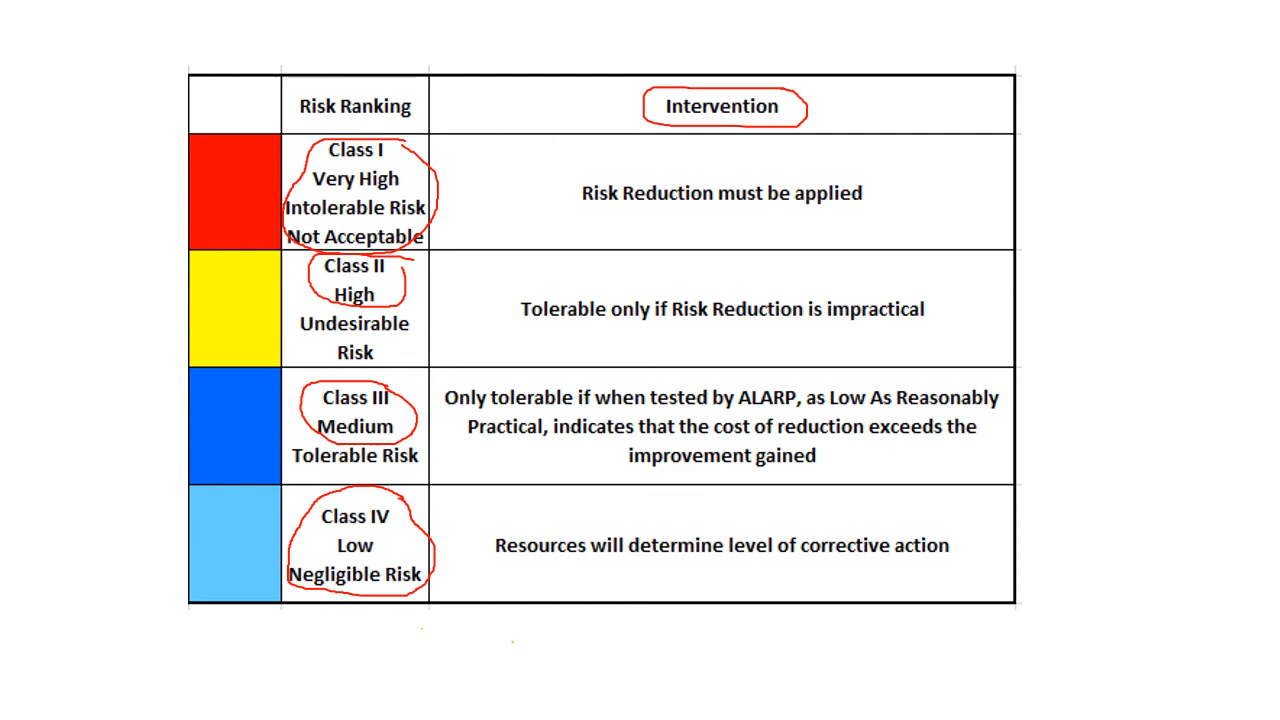 Risk Ranking
Intervention
Class I
Very High
Intolerable Risk
Not Acceptable
Risk Reduction must be applied
Class II
High
Undesirable
Risk
Tolerable only if Risk Reduction is impractical
Class III
Medium
Tolerable Risk
Only tolerable if when tested by ALARP, as Low As Reasonably
Practical, indicates that the cost of reduction exceeds the
improvement gained
Class IV
Low
Negligible Risk
Resources will determine level of corrective action